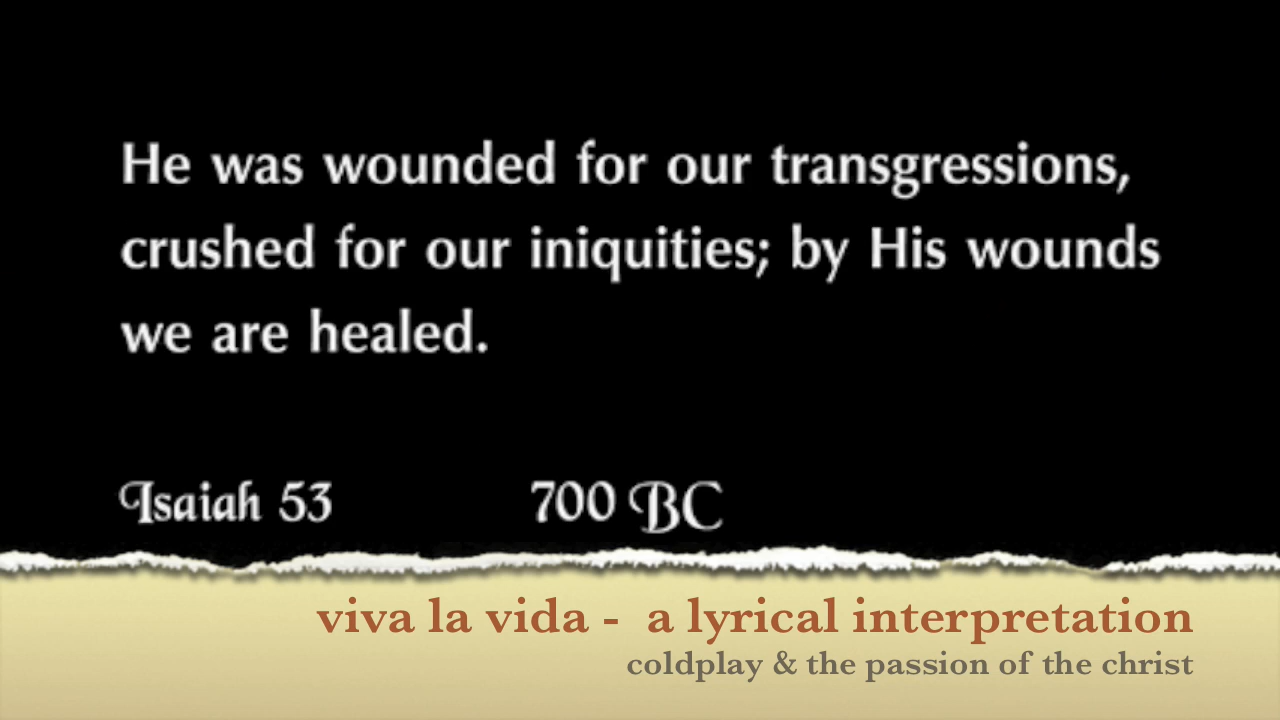 He was wounded for our transgressions,
crushed for our iniquities; by His wounds
we are healed.
Isaiah 53 700 BC
viva la vida - a lyrical interpretation
coldplay & the passion of the christ